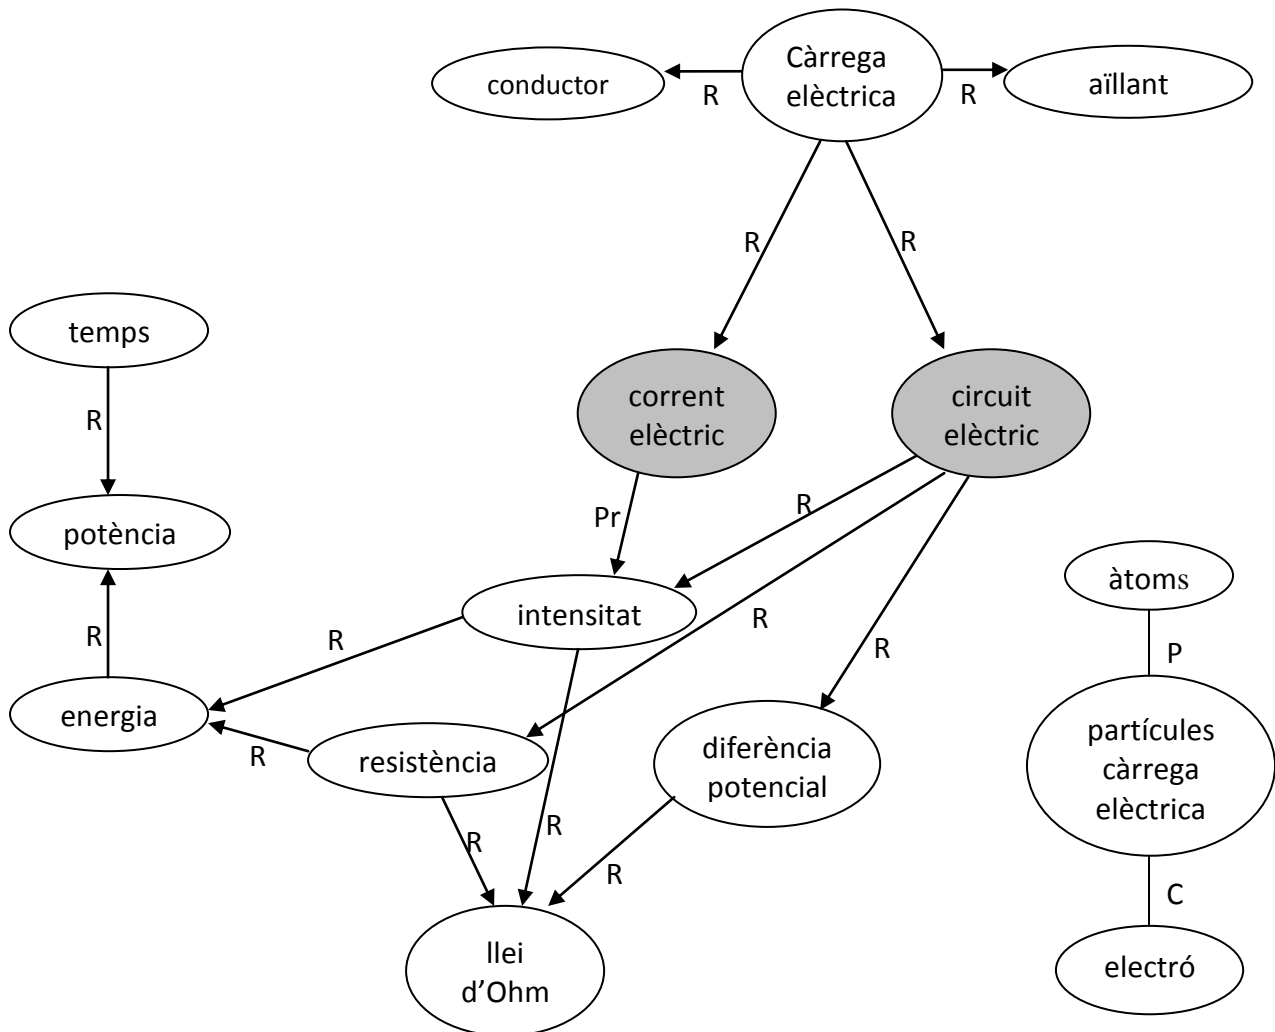 Càrrega
elèctrica
conductor
R
R
aïllant
R
R
temps
R
corrent
elèctric
circuit
elèctric
potència
Pr
R
àtoms
intensitat
R
R
R
R
P
energia
R
resistència
diferència
potencial
partícules
càrrega
elèctrica
R
R
R
C
llei
d’Ohm
electró